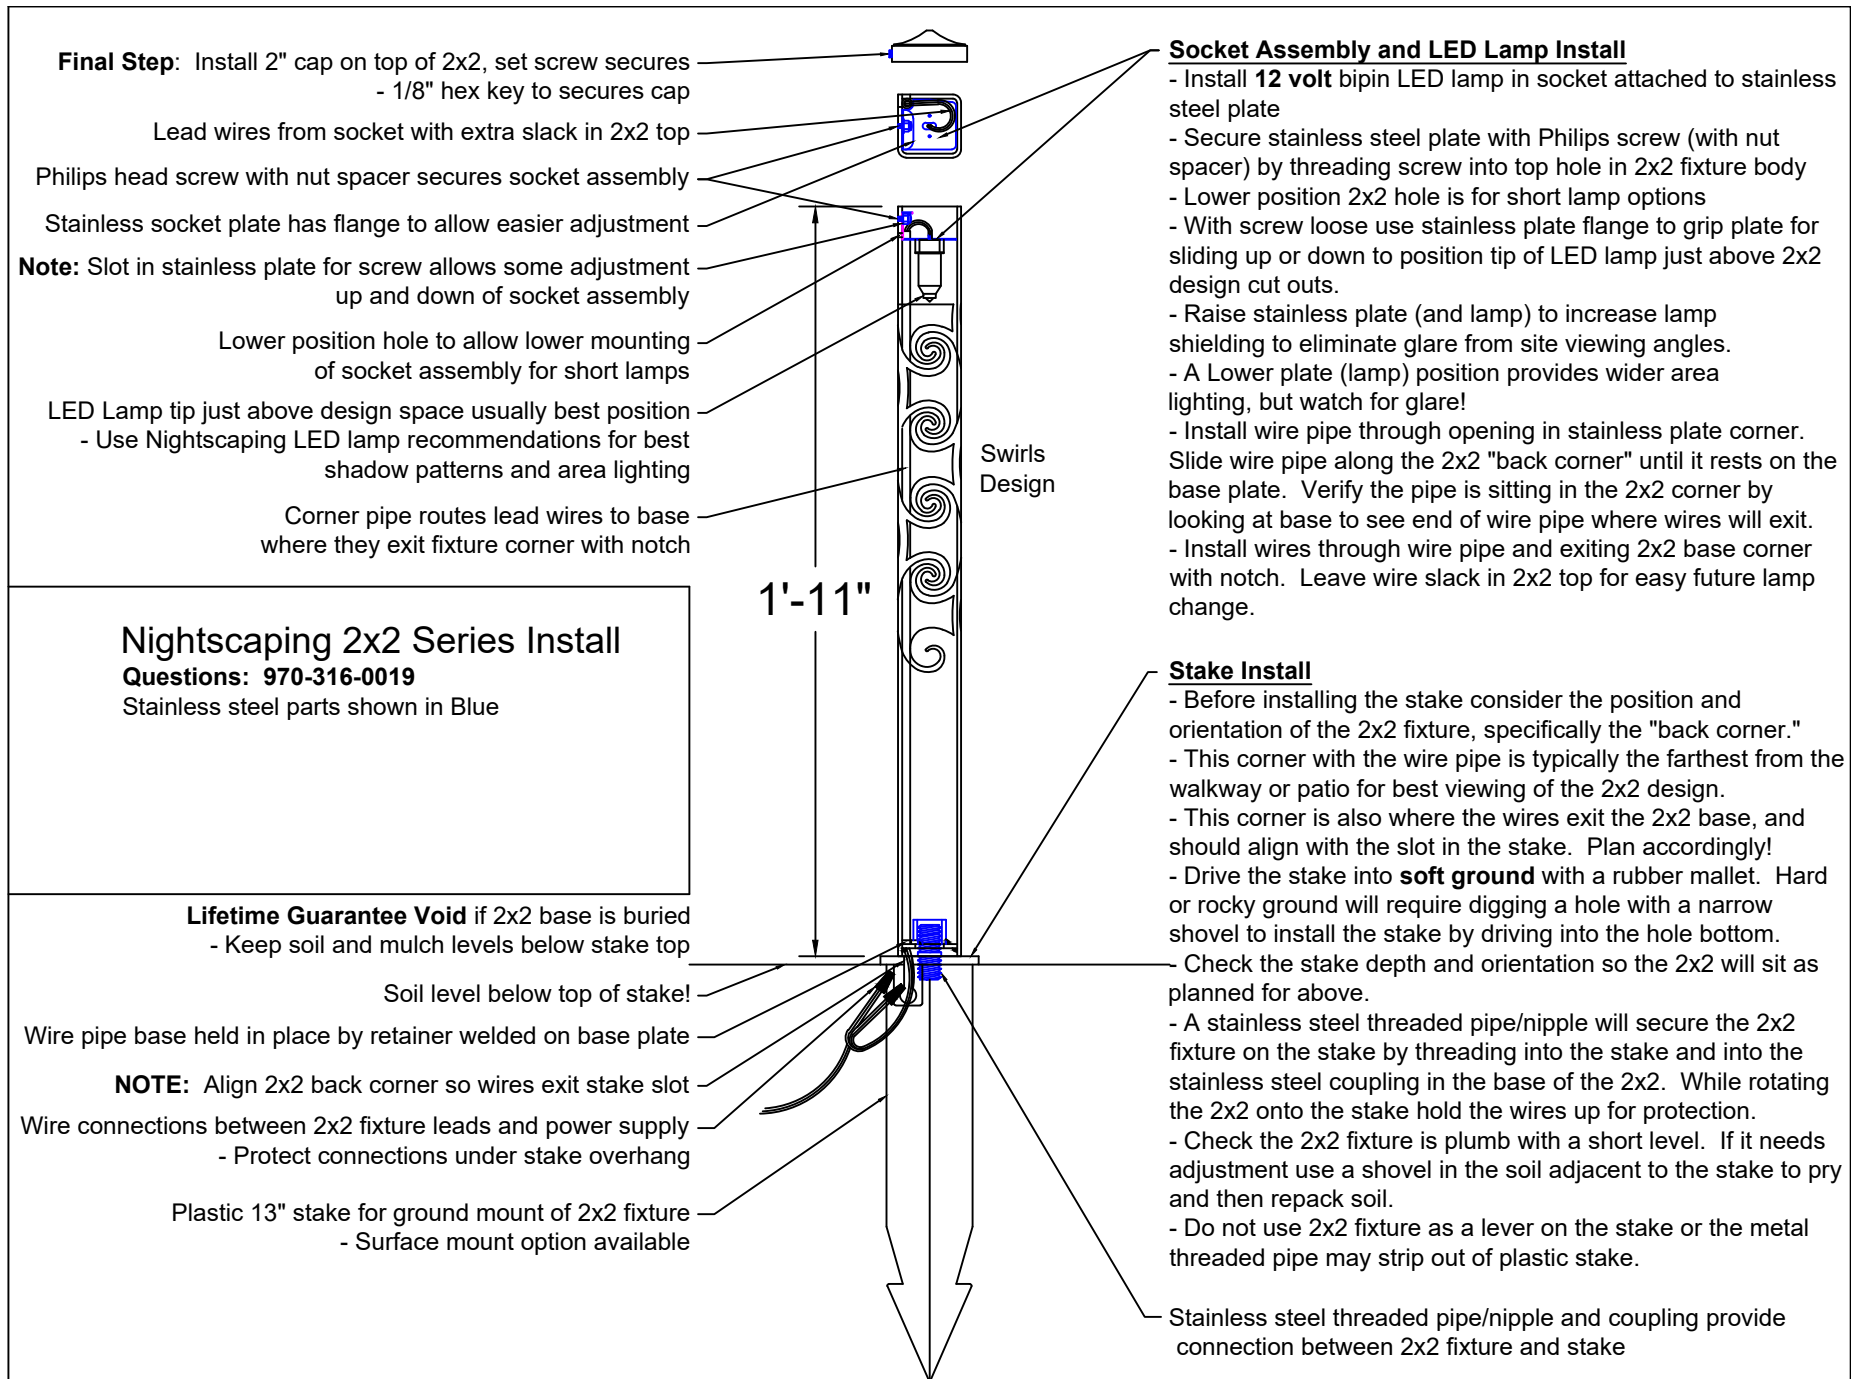 Final Step:  Install 2" cap on top of 2x2, set screw secures
- 1/8" hex key to secures cap
Lead wires from socket with extra slack in 2x2 top
Philips head screw with nut spacer secures socket assembly
Stainless socket plate has flange to allow easier adjustment
Note: Slot in stainless plate for screw allows some adjustment
up and down of socket assembly
Lower position hole to allow lower mounting
of socket assembly for short lamps
LED Lamp tip just above design space usually best position
- Use Nightscaping LED lamp recommendations for best
shadow patterns and area lighting
Corner pipe routes lead wires to base
where they exit fixture corner with notch
Nightscaping 2x2 Series Install
Questions:  970-316-0019
Stainless steel parts shown in Blue
Lifetime Guarantee Void if 2x2 base is buried
- Keep soil and mulch levels below stake top
Soil level below top of stake!
Wire pipe base held in place by retainer welded on base plate
NOTE:  Align 2x2 back corner so wires exit stake slot
Wire connections between 2x2 fixture leads and power supply
- Protect connections under stake overhang
Plastic 13" stake for ground mount of 2x2 fixture
- Surface mount option available
1'-11"
Swirls
Design
Socket Assembly and LED Lamp Install
- Install 12 volt bipin LED lamp in socket attached to stainless
steel plate
- Secure stainless steel plate with Philips screw (with nut
spacer) by threading screw into top hole in 2x2 fixture body
- Lower position 2x2 hole is for short lamp options
- With screw loose use stainless plate flange to grip plate for
sliding up or down to position tip of LED lamp just above 2x2
design cut outs.
- Raise stainless plate (and lamp) to increase lamp
shielding to eliminate glare from site viewing angles.
- A Lower plate (lamp) position provides wider area
lighting, but watch for glare!
- Install wire pipe through opening in stainless plate corner.
Slide wire pipe along the 2x2 "back corner" until it rests on the
base plate.  Verify the pipe is sitting in the 2x2 corner by
looking at base to see end of wire pipe where wires will exit.
- Install wires through wire pipe and exiting 2x2 base corner
with notch.  Leave wire slack in 2x2 top for easy future lamp
change.
Stake Install
- Before installing the stake consider the position and
orientation of the 2x2 fixture, specifically the "back corner."
- This corner with the wire pipe is typically the farthest from the
walkway or patio for best viewing of the 2x2 design.
- This corner is also where the wires exit the 2x2 base, and
should align with the slot in the stake.  Plan accordingly!
- Drive the stake into soft ground with a rubber mallet.  Hard
or rocky ground will require digging a hole with a narrow
shovel to install the stake by driving into the hole bottom.
- Check the stake depth and orientation so the 2x2 will sit as
planned for above.
- A stainless steel threaded pipe/nipple will secure the 2x2
fixture on the stake by threading into the stake and into the
stainless steel coupling in the base of the 2x2.  While rotating
the 2x2 onto the stake hold the wires up for protection.
- Check the 2x2 fixture is plumb with a short level.  If it needs
adjustment use a shovel in the soil adjacent to the stake to pry
and then repack soil.
- Do not use 2x2 fixture as a lever on the stake or the metal
threaded pipe may strip out of plastic stake.
Stainless steel threaded pipe/nipple and coupling provide
connection between 2x2 fixture and stake